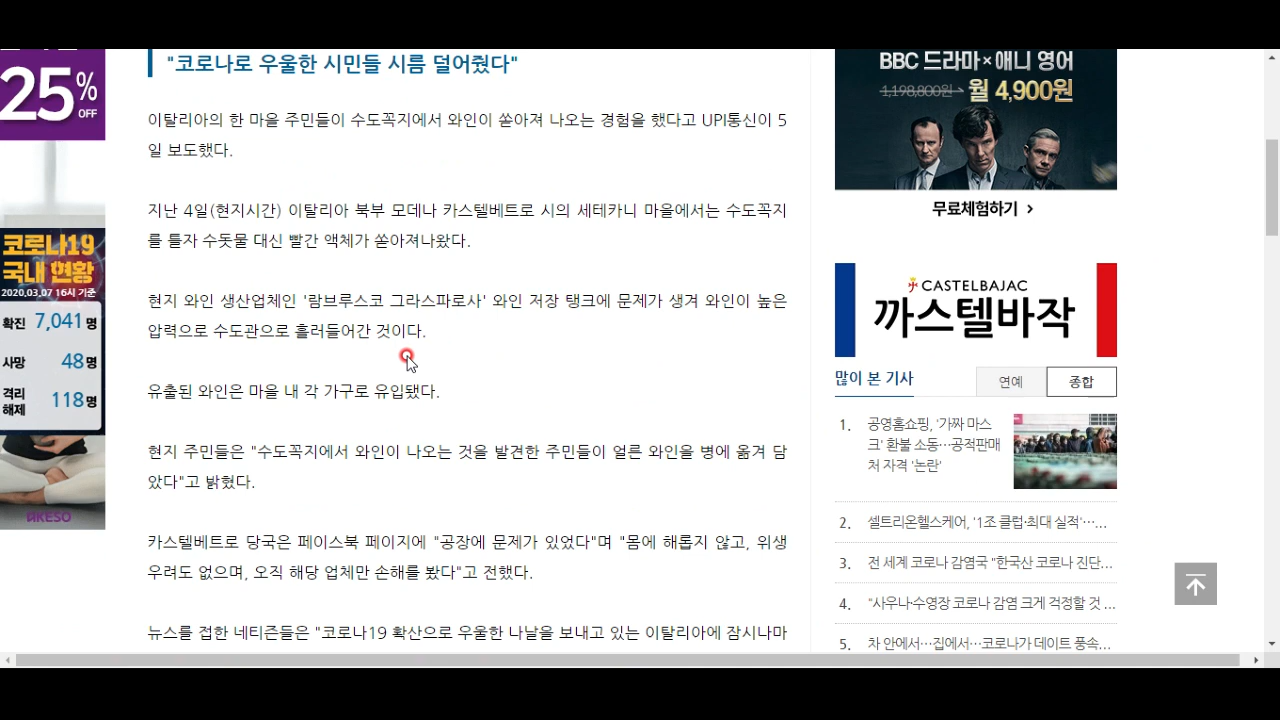 25%
OFF
코로나19
국내 현황
2020.03.07 16시 기준
확진 7,041명
사망 48명
격리
해제 118명
AKESO
"코로나로 우울한 시민들 시름 덜어줬다"
이탈리아의 한 마을 주민들이 수도꼭지에서 와인이 쏟아져 나오는 경험을 했다고 UPI통신이 5
일 보도했다.
지난 4일(현지시간) 이탈리아 북부 모데나 카스텔베트로 시의 세테카니 마을에서는 수도꼭지
를 틀자 수돗물 대신 빨간 액체가 쏟아져나왔다.
현지 와인 생산업체인 '람브루스코 그라스파로사' 와인 저장 탱크에 문제가 생겨 와인이 높은
압력으로 수도관으로 흘러들어간 것이다.
유출된 와인은 마을 내 각 가구로 유입됐다.
현지 주민들은 "수도꼭지에서 와인이 나오는 것을 발견한 주민들이 얼른 와인을 병에 옮겨 담
았다"고 밝혔다.
카스텔베트로 당국은 페이스북 페이지에 "공장에 문제가 있었다"며 "몸에 해롭지 않고, 위생
우려도 없으며, 오직 해당 업체만 손해를 봤다"고 전했다.
뉴스를 접한 네티즌들은 "코로나19 확산으로 우울한 나날을 보내고 있는 이탈리아에 잠시나마
BBC 드라마×애니 영어
1,198,800원→ 월 4,900원
무료체험하기 >
CASTELBAJAC
까스텔바작
많이 본 기사
연예
종합
1. 공영홈쇼핑, '가짜 마스
크' 환불 소동…공적판매
처 자격 '논란'
2. 셀트리온헬스케어, '1조 클럽·최대 실적'…...
3. 전 세계 코로나 감염국 "한국산 코로나 진단...
4. "사우나·수영장 코로나 감염 크게 걱정할 것 ...
5. 차 안에서…집에서…코로나가 데이트 풍속...